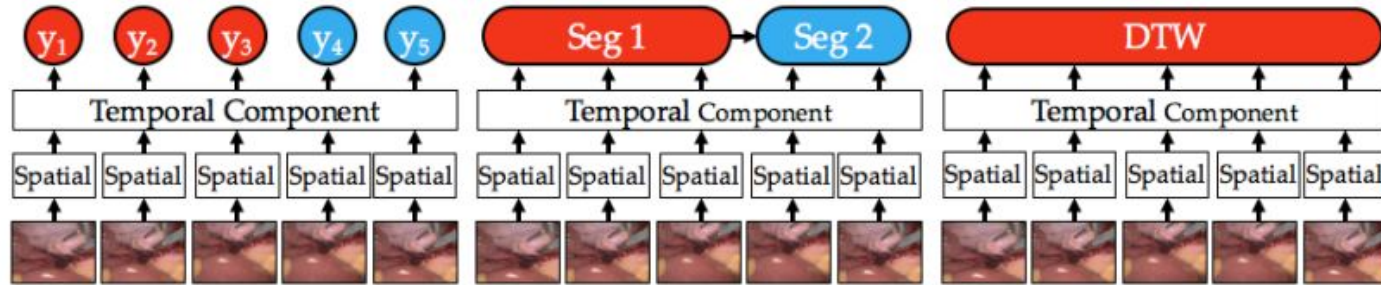 y1 y2 y3 y4 y5 Seg 1 Seg 2 DTW
Temporal Component Temporal Component Temporal Component
Spatial Spatial Spatial Spatial Spatial Spatial Spatial Spatial Spatial Spatial Spatial Spatial Spatial Spatial Spatial